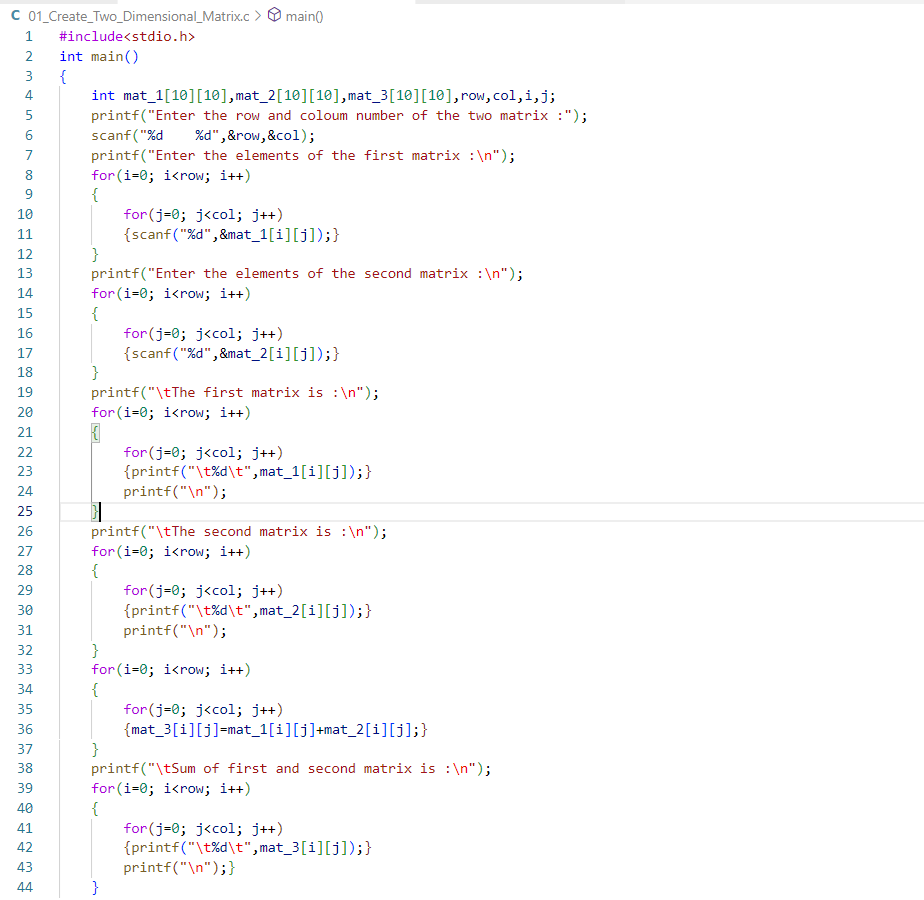 C 01_Create_Two_Dimensional_Matrix.c > main()
1 #include<stdio.h>
2 int main()
3 {
4     int mat_1[10][10],mat_2[10][10],mat_3[10][10],row,col,i,j;
5     printf("Enter the row and coloum number of the two matrix :");
6     scanf("%d    %d",&row,&col);
7     printf("Enter the elements of the first matrix :\n");
8     for(i=0; i<row; i++)
9     {
10         for(j=0; j<col; j++)
11         {scanf("%d",&mat_1[i][j]);}
12     }
13     printf("Enter the elements of the second matrix :\n");
14     for(i=0; i<row; i++)
15     {
16         for(j=0; j<col; j++)
17         {scanf("%d",&mat_2[i][j]);}
18     }
19     printf("\tThe first matrix is :\n");
20     for(i=0; i<row; i++)
21     {
22         for(j=0; j<col; j++)
23         {printf("\t%d\t",mat_1[i][j]);}
24         printf("\n");
25     }
26     printf("\tThe second matrix is :\n");
27     for(i=0; i<row; i++)
28     {
29         for(j=0; j<col; j++)
30         {printf("\t%d\t",mat_2[i][j]);}
31         printf("\n");
32     }
33     for(i=0; i<row; i++)
34     {
35         for(j=0; j<col; j++)
36         {mat_3[i][j]=mat_1[i][j]+mat_2[i][j];}
37     }
38     printf("\tSum of first and second matrix is :\n");
39     for(i=0; i<row; i++)
40     {
41         for(j=0; j<col; j++)
42         {printf("\t%d\t",mat_3[i][j]);}
43         printf("\n");}
44     }